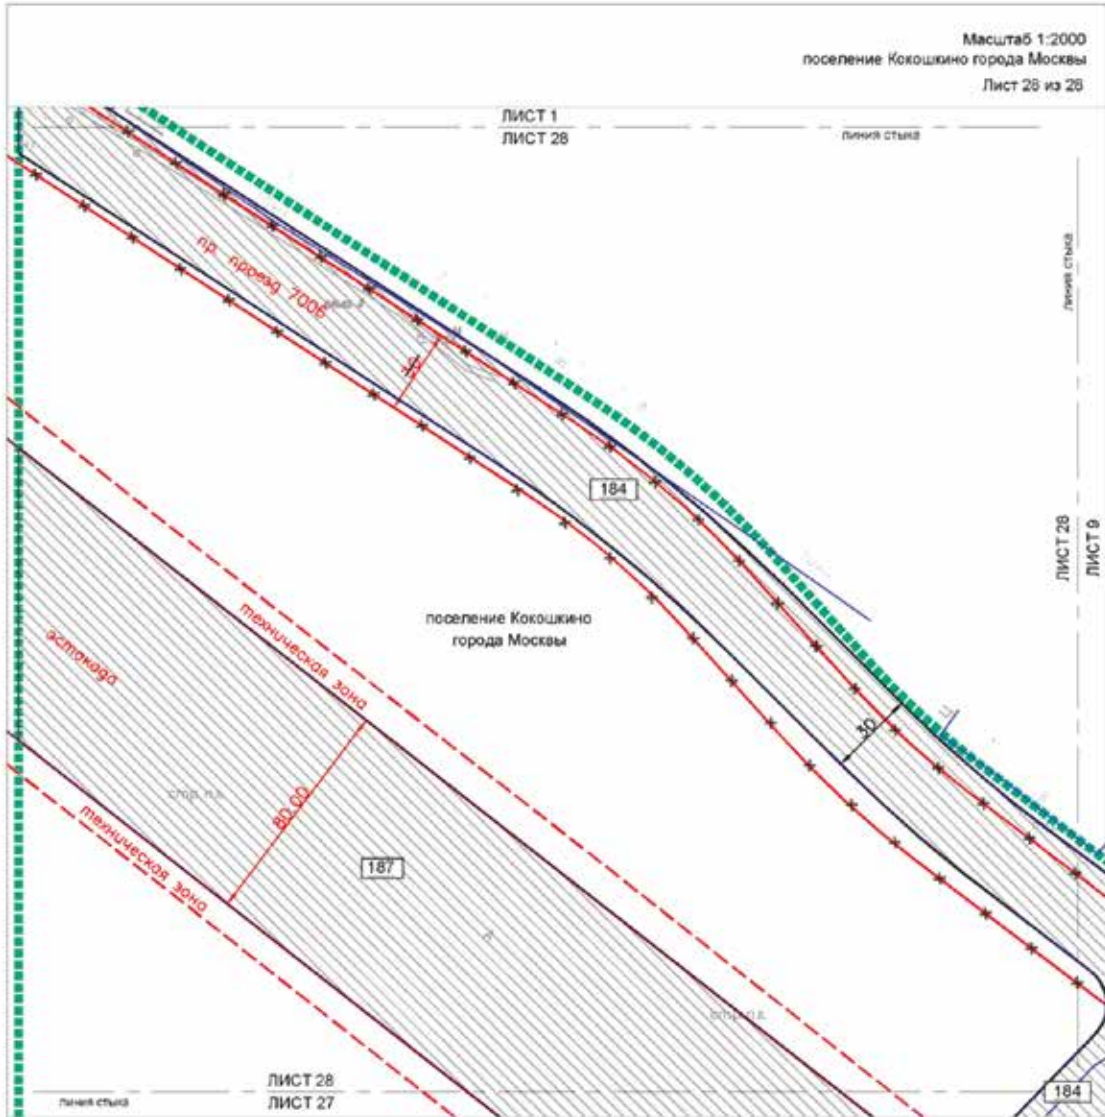 Масштаб 1:2000
поселение Кокошкино города Москвы
Лист 28 из 28
ЛИСТ 1
ЛИСТ 28
линия стыка
линия стыка
пр. проезд 7006
184
ЛИСТ 28
ЛИСТ 9
поселение Кокошкино
города Москвы
техническая зона
эстакада
30
стр.п.г.
80.00
техническая зона
187
стр.п.г.
ЛИСТ 28
ЛИСТ 27
линия стыка
184